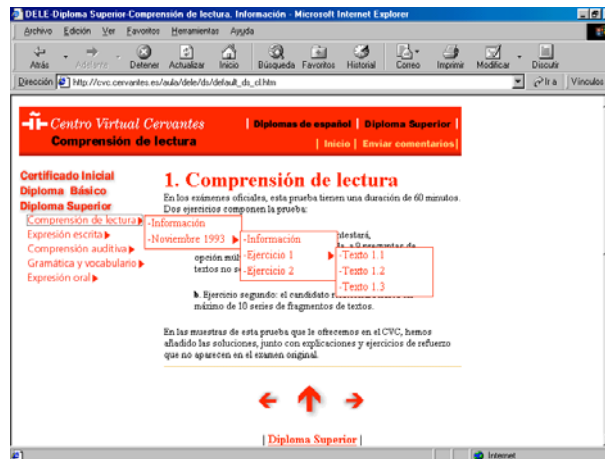 DELE-Diploma Superior-Comprensión de lectura. Información - Microsoft Internet Explorer
Archivo Edición Ver Favoritos Herramientas Ayuda
Atrás Adelante Detener Actualizar Inicio Búsqueda Favoritos Historial Correo Imprimir Modificar Discutir
Dirección http://cvc.cervantes.es/aula/dele/ds/default_ds_cl.htm Ir a Vínculos
Centro Virtual Cervantes | Diplomas de español | Diploma Superior |
Comprensión de lectura | Inicio | Enviar comentarios|
Certificado Inicial
Diploma Básico
Diploma Superior
Comprensión de lectura
Expresión escrita
Comprensión auditiva
Gramática y vocabulario
Expresión oral
-Información
-Noviembre 1993
-Información
-Ejercicio 1
-Ejercicio 2
-Texto 1.1
-Texto 1.2
-Texto 1.3
1. Comprensión de lectura
En los exámenes oficiales, esta prueba tienen una duración de 60 minutos.
Dos ejercicios componen la prueba:
ntestará,
a 9 preguntas de
opción múl
textos no se
b. Ejercicio segundo: el candidato
máximo de 10 series de fragmentos de textos.
En las muestras de esta prueba que le ofrecemos en el CVC, hemos
añadido las soluciones, junto con explicaciones y ejercicios de refuerzo
que no aparecen en el examen original.
| Diploma Superior |
Internet